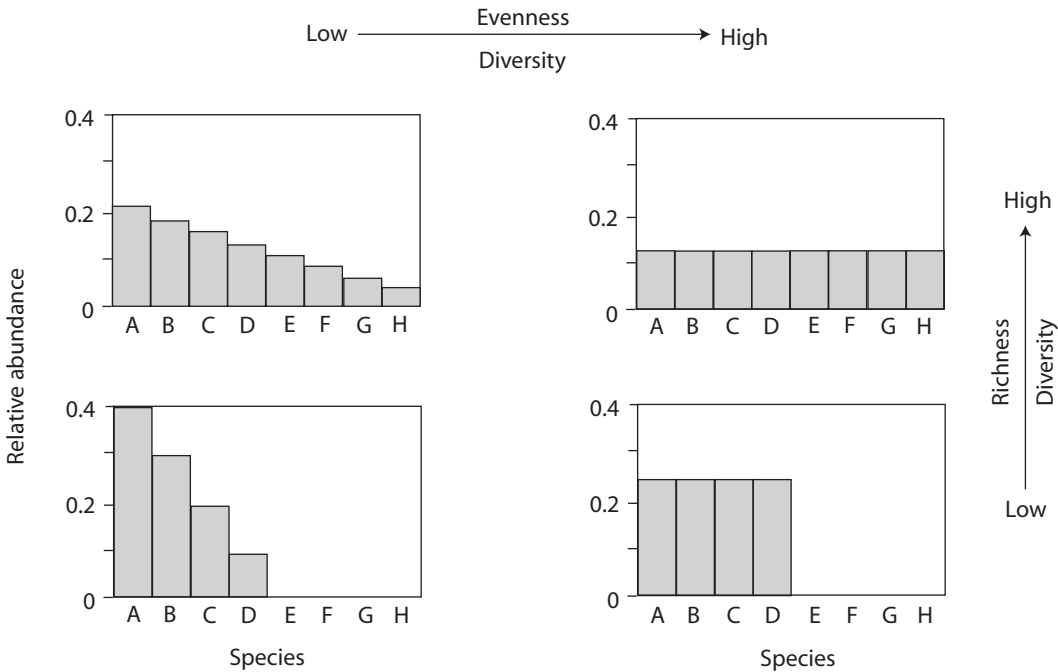 Evenness
Low
High
Diversity
0.4
0.2
0
A B C D E F G H
0.4
0.2
0
A B C D E F G H
High
Richness
Diversity
Low
Relative abundance
0.4
0.2
0
A B C D E F G H
Species
0.4
0.2
0
A B C D E F G H
Species